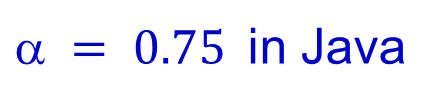 α = 0.75 in Java